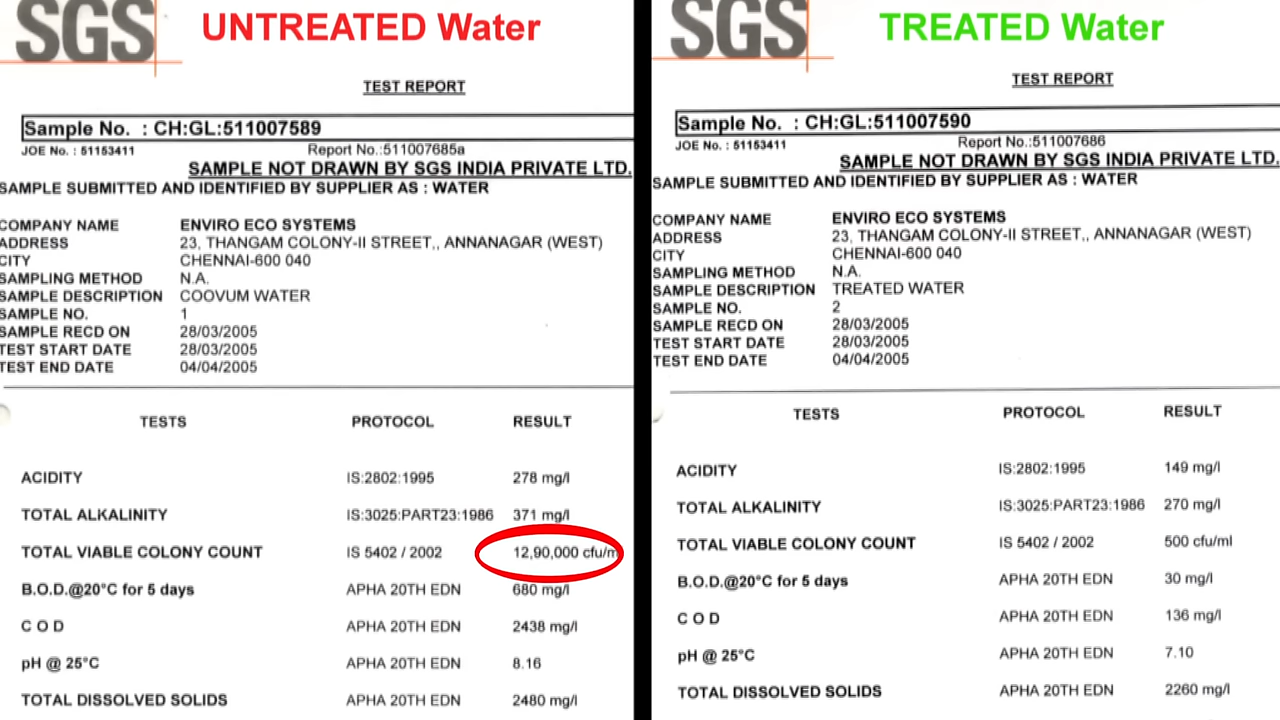 SGS
UNTREATED Water
TEST REPORT
Sample No. : CH:GL:511007589
JOE No. : 51153411
Report No.:511007685a
SAMPLE NOT DRAWN BY SGS INDIA PRIVATE LTD.
SAMPLE SUBMITTED AND IDENTIFIED BY SUPPLIER AS : WATER
COMPANY NAME ENVIRO ECO SYSTEMS
ADDRESS 23, THANGAM COLONY-II STREET,, ANNANAGAR (WEST)
CITY CHENNAI-600 040
SAMPLING METHOD N.A.
SAMPLE DESCRIPTION COOVUM WATER
SAMPLE NO. 1
SAMPLE RECD ON 28/03/2005
TEST START DATE 28/03/2005
TEST END DATE 04/04/2005
TESTS PROTOCOL RESULT
ACIDITY IS:2802:1995 278 mg/l
TOTAL ALKALINITY IS:3025:PART23:1986 371 mg/l
TOTAL VIABLE COLONY COUNT IS 5402 / 2002 12,90,000 cfu/m
B.O.D.@20°C for 5 days APHA 20TH EDN 680 mg/l
C O D APHA 20TH EDN 2438 mg/l
pH @ 25°C APHA 20TH EDN 8.16
TOTAL DISSOLVED SOLIDS APHA 20TH EDN 2480 mg/l
SGS
TREATED Water
TEST REPORT
Sample No. : CH:GL:511007590
JOE No. : 51153411
Report No.:511007686
SAMPLE NOT DRAWN BY SGS INDIA PRIVATE LTD.
SAMPLE SUBMITTED AND IDENTIFIED BY SUPPLIER AS : WATER
COMPANY NAME ENVIRO ECO SYSTEMS
ADDRESS 23, THANGAM COLONY-II STREET,, ANNANAGAR (WEST)
CITY CHENNAI-600 040
SAMPLING METHOD N.A.
SAMPLE DESCRIPTION TREATED WATER
SAMPLE NO. 2
SAMPLE RECD ON 28/03/2005
TEST START DATE 28/03/2005
TEST END DATE 04/04/2005
TESTS PROTOCOL RESULT
ACIDITY IS:2802:1995 149 mg/l
TOTAL ALKALINITY IS:3025:PART23:1986 270 mg/l
TOTAL VIABLE COLONY COUNT IS 5402 / 2002 500 cfu/ml
B.O.D.@20°C for 5 days APHA 20TH EDN 30 mg/l
C O D APHA 20TH EDN 136 mg/l
pH @ 25°C APHA 20TH EDN 7.10
TOTAL DISSOLVED SOLIDS APHA 20TH EDN 2260 mg/l